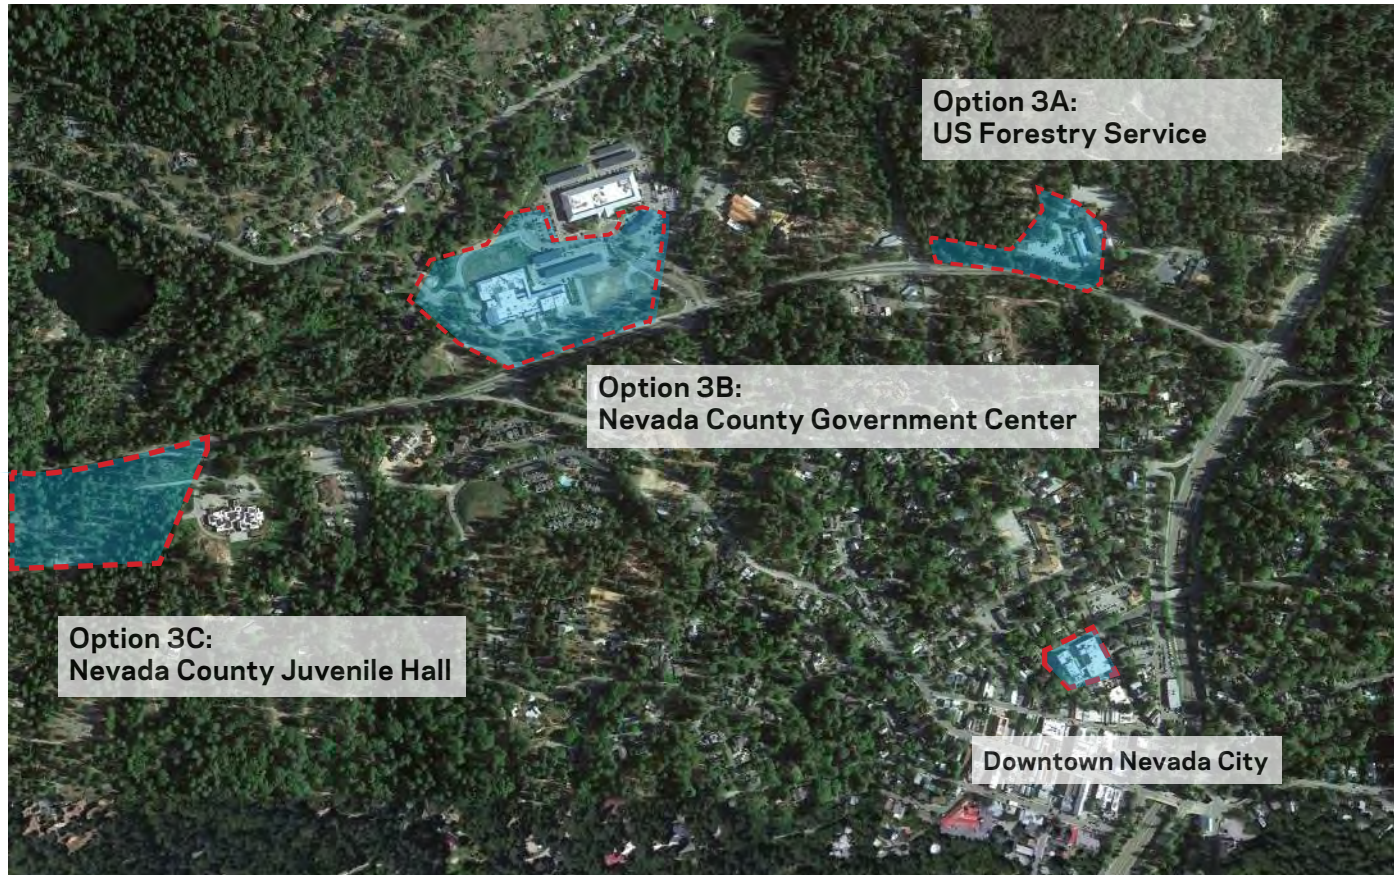 Option 3A:
US Forestry Service
Option 3B:
Nevada County Government Center
Option 3C:
Nevada County Juvenile Hall
Downtown Nevada City